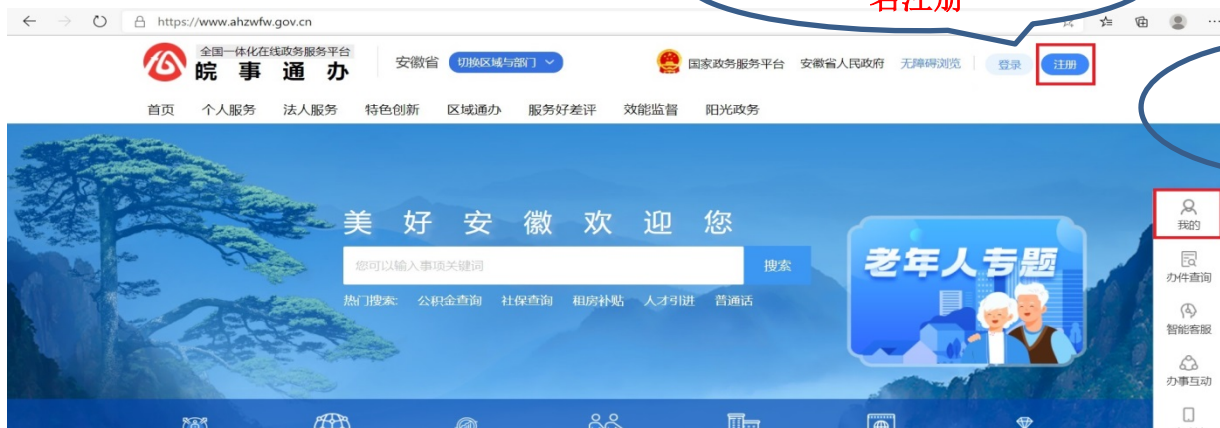 名注册
https://www.ahzwfw.gov.cn
全国一体化在线政务服务平台
皖事通办
安徽省 切换区域与部门
国家政务服务平台 安徽省人民政府 无障碍浏览 登录 注册
首页 个人服务 法人服务 特色创新 区域通办 服务好差评 效能监督 阳光政务
美好安徽欢迎您
您可以输入事项关键词 搜索
热门搜索: 公积金查询 社保查询 租房补贴 人才引进 普通话
老年人专题
我的
办件查询
智能客服
办事互动